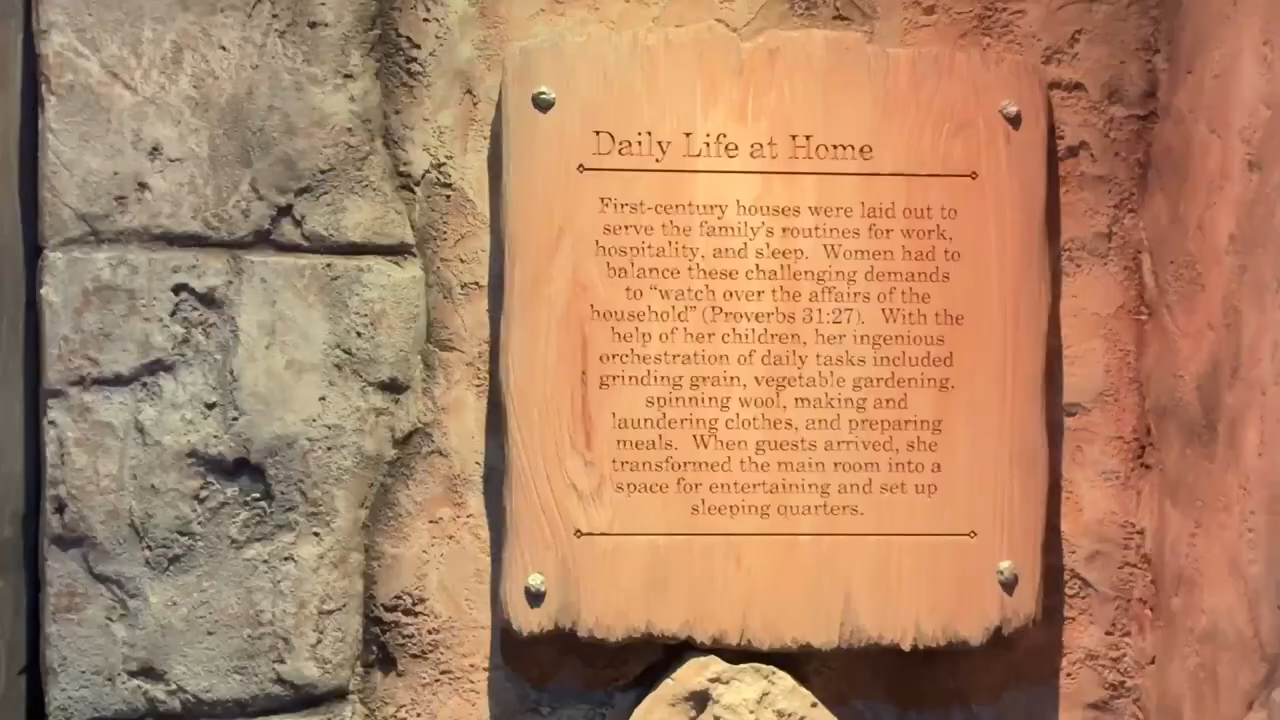 Daily Life at Home
First-century houses were laid out to
serve the family's routines for work,
hospitality, and sleep. Women had to
balance these challenging demands
to “watch over the affairs of the
household” (Proverbs 31:27). With the
help of her children, her ingenious
orchestration of daily tasks included
grinding grain, vegetable gardening,
spinning wool, making and
laundering clothes, and preparing
meals. When guests arrived, she
transformed the main room into a
space for entertaining and set up
sleeping quarters.